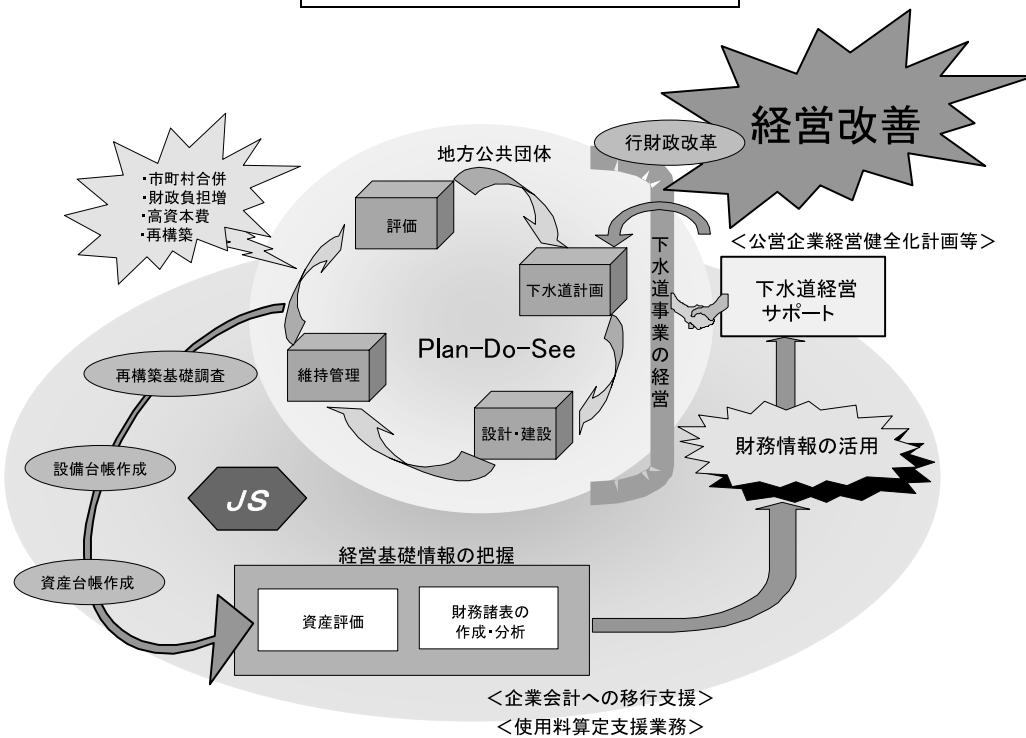 経営改善
行財政改革
地方公共団体
・市町村合併
・財政負担増
・高資本費
・再構築
評価
下水道計画
設計・建設
維持管理
Plan-Do-See
下水道事業の経営
＜公営企業経営健全化計画等＞
下水道経営
サポート
財務情報の活用
再構築基礎調査
設備台帳作成
資産台帳作成
JS
経営基礎情報の把握
資産評価
財務諸表の
作成・分析
＜企業会計への移行支援＞
＜使用料算定支援業務＞